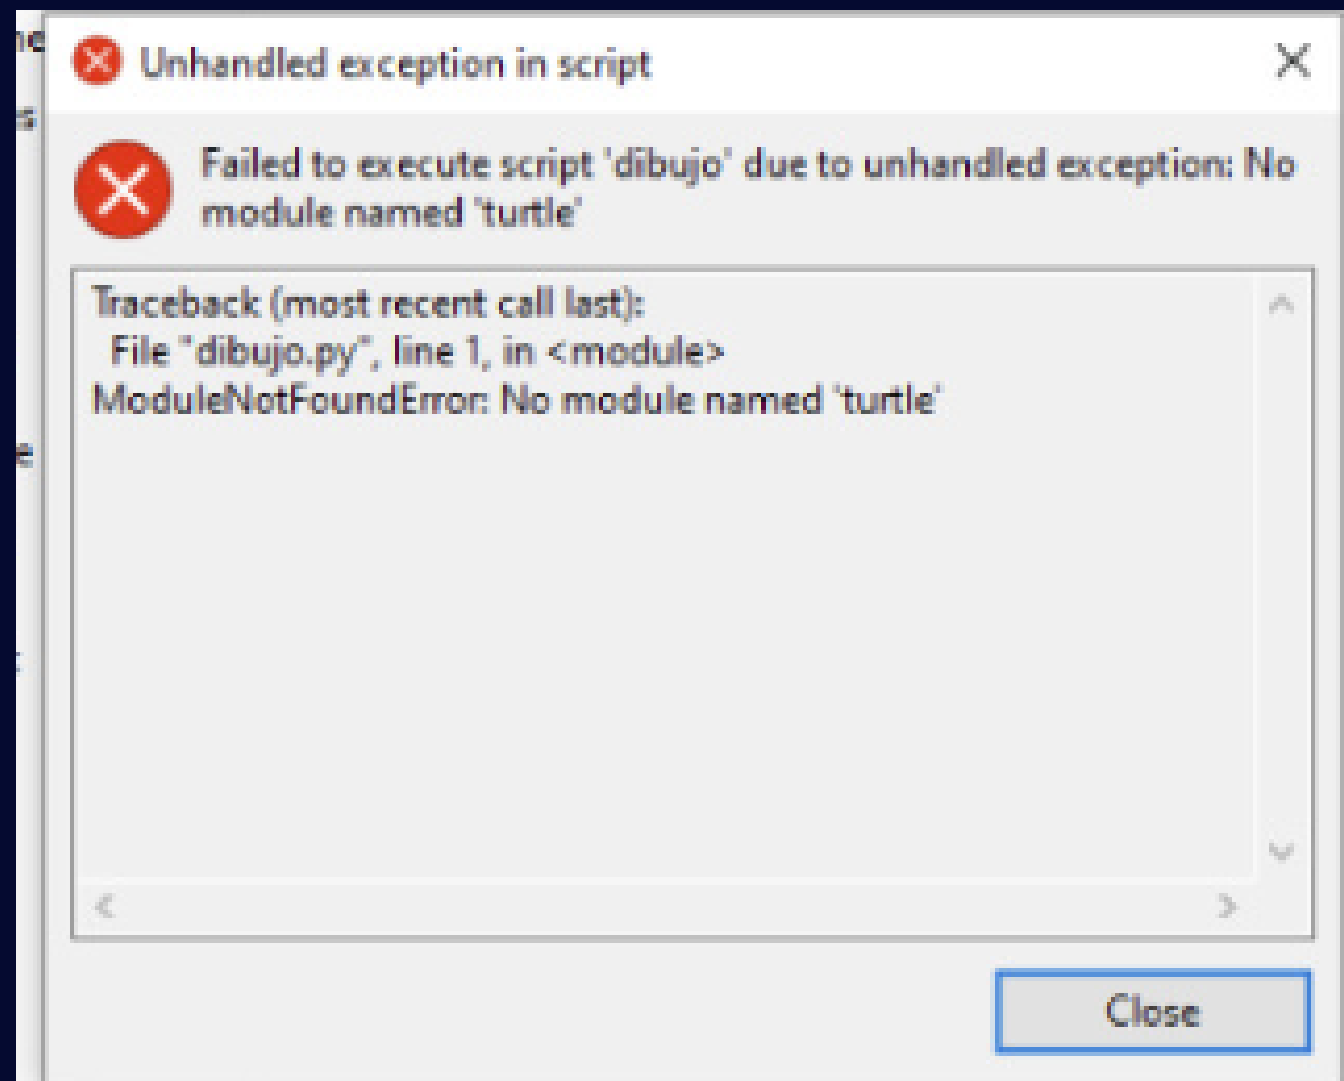 Unhandled exception in script
Failed to execute script 'dibujo' due to unhandled exception: No
module named 'turtle'
Traceback (most recent call last):
File "dibujo.py", line 1, in <module>
ModuleNotFoundError: No module named 'turtle'
Close